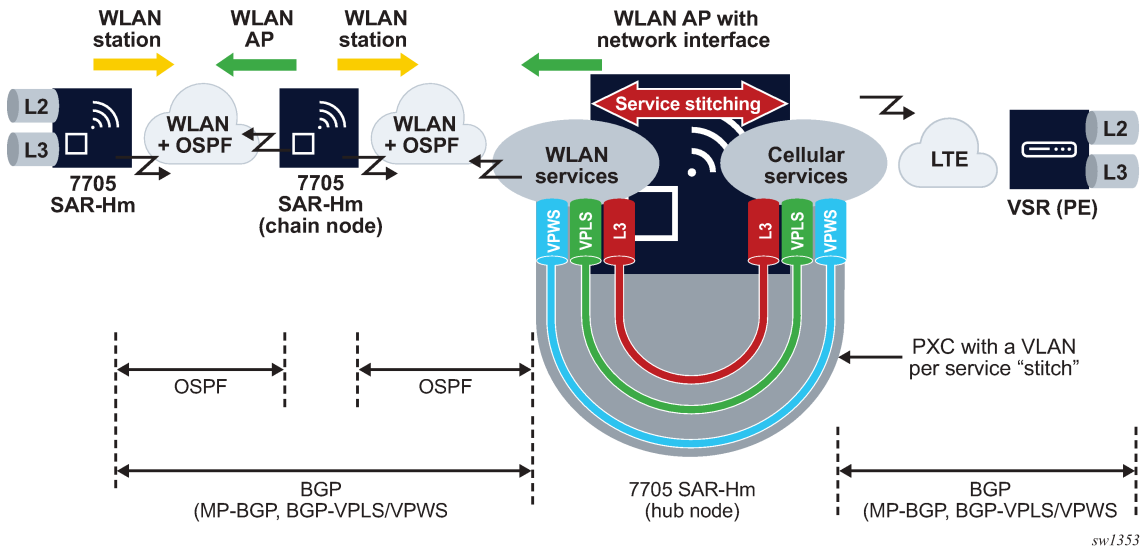 WLAN
station
WLAN
AP
WLAN
station
WLAN AP with
network interface
Service stitching
L2
L3
WLAN
+ OSPF
WLAN
+ OSPF
WLAN
services
Cellular
services
LTE
L2
L3
7705
SAR-Hm
7705
SAR-Hm
(chain node)
VSR (PE)
VPWS
VPLS
L3
L3
VPLS
VPWS
PXC with a VLAN
per service “stitch”
OSPF
OSPF
BGP
(MP-BGP, BGP-VPLS/VPWS
7705 SAR-Hm
(hub node)
BGP
(MP-BGP, BGP-VPLS/VPWS
sw1353